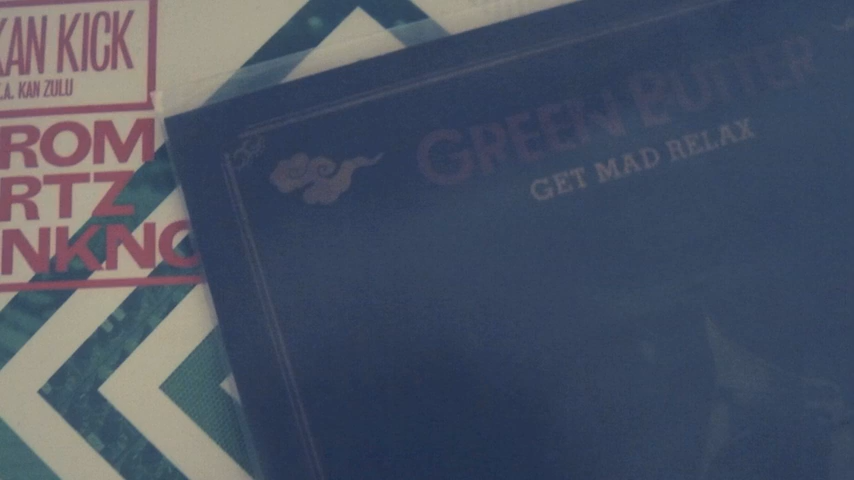 KAN KICK
.A. KAN ZULU
ROM
RTZ
NKNO
GREEN BUTTER
GET MAD RELAX